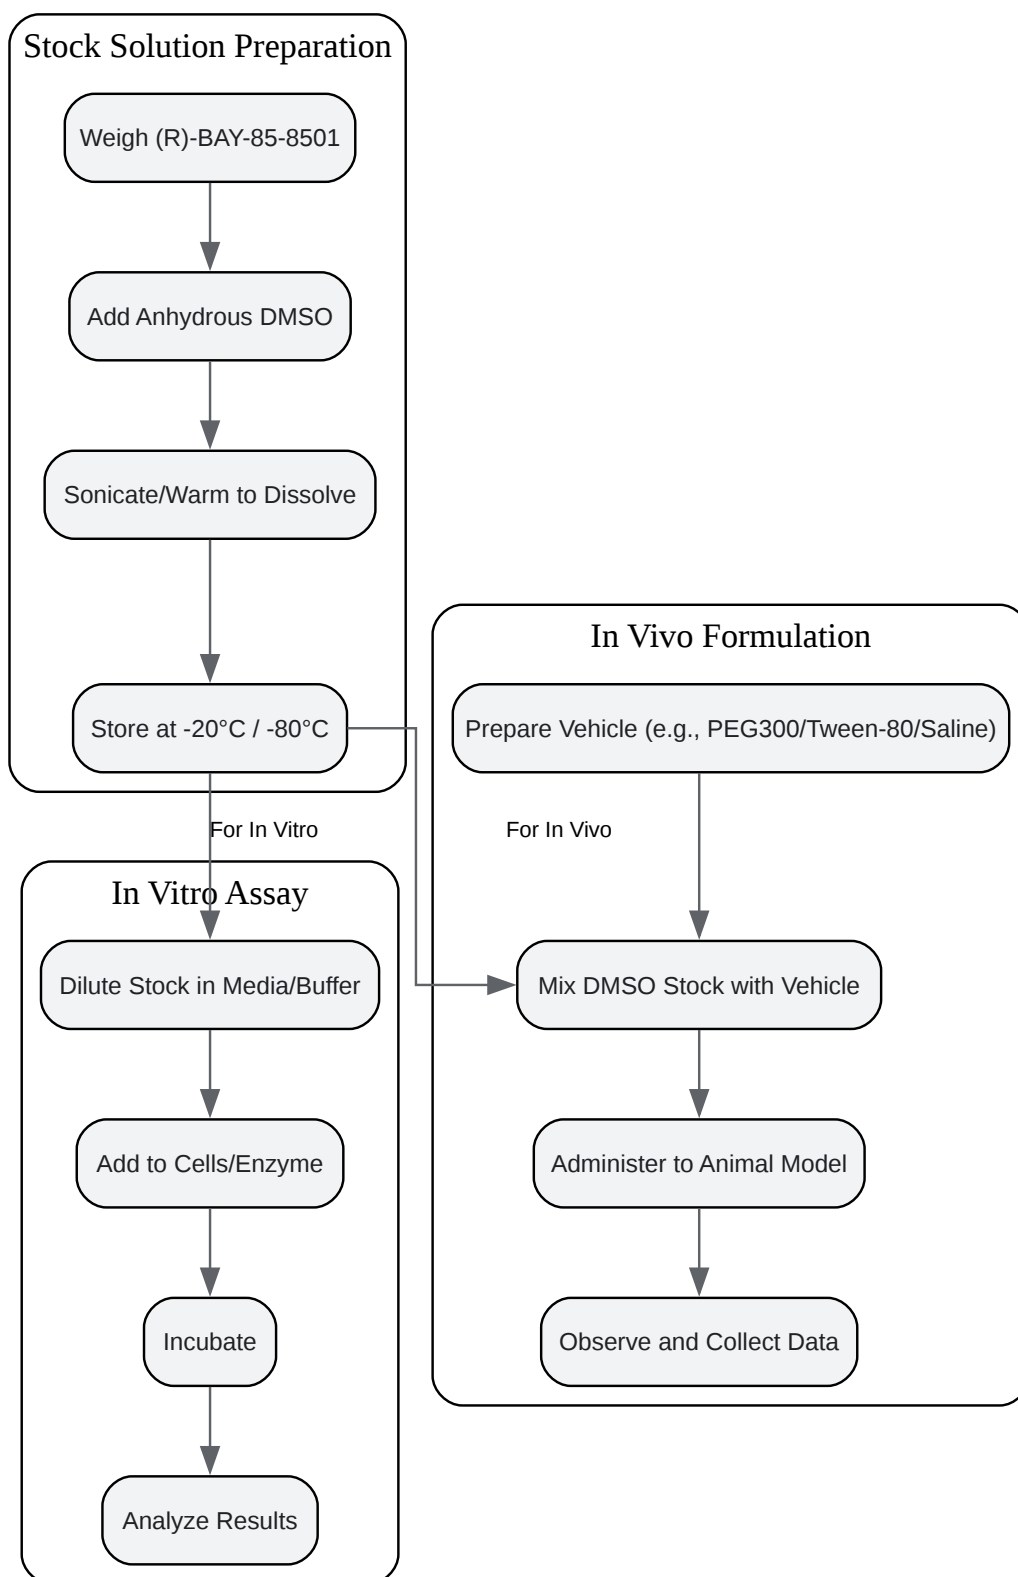 Stock Solution Preparation
Weigh (R)-BAY-85-8501
Add Anhydrous DMSO
Sonicate/Warm to Dissolve
Store at -20°C / -80°C
For In Vitro
In Vitro Assay
Dilute Stock in Media/Buffer
Add to Cells/Enzyme
Incubate
Analyze Results
In Vivo Formulation
Prepare Vehicle (e.g., PEG300/Tween-80/Saline)
For In Vivo
Mix DMSO Stock with Vehicle
Administer to Animal Model
Observe and Collect Data